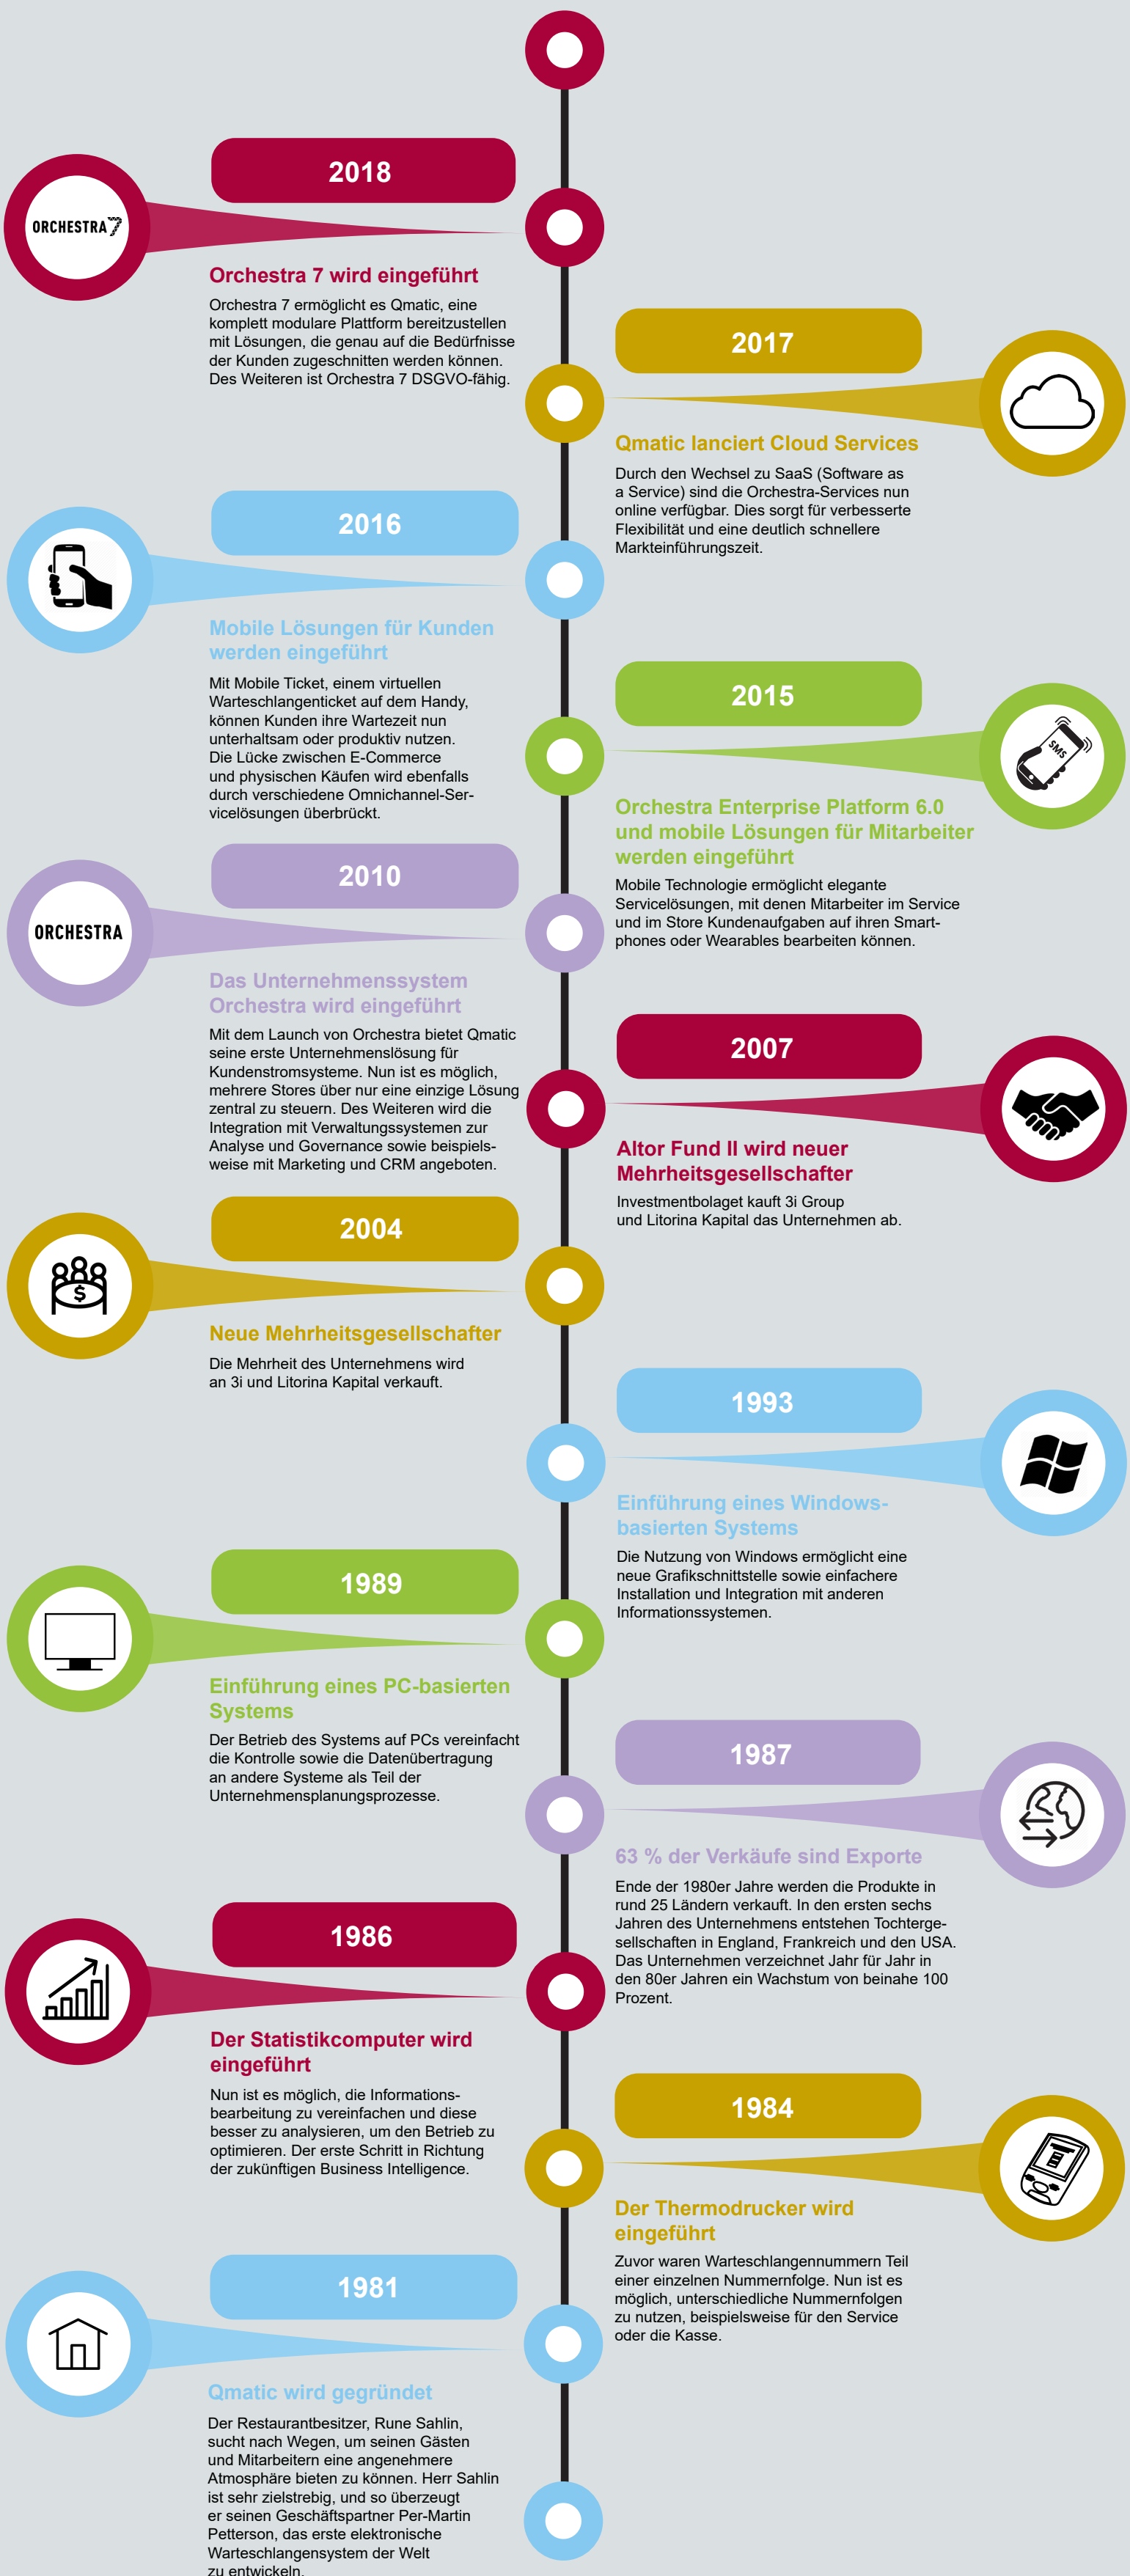 2018
ORCHESTRA 7
Orchestra 7 wird eingeführt
Orchestra 7 ermöglicht es Qmatic, eine
komplett modulare Plattform bereitzustellen
mit Lösungen, die genau auf die Bedürfnisse
der Kunden zugeschnitten werden können.
Des Weiteren ist Orchestra 7 DSGVO-fähig.
2017
Qmatic lanciert Cloud Services
Durch den Wechsel zu SaaS (Software as
a Service) sind die Orchestra-Services nun
online verfügbar. Dies sorgt für verbesserte
Flexibilität und eine deutlich schnellere
Markteinführungszeit.
2016
Mobile Lösungen für Kunden
werden eingeführt
Mit Mobile Ticket, einem virtuellen
Warteschlangenticket auf dem Handy,
können Kunden ihre Wartezeit nun
unterhaltsam oder produktiv nutzen.
Die Lücke zwischen E-Commerce
und physischen Käufen wird ebenfalls
durch verschiedene Omnichannel-Ser-
vicelösungen überbrückt.
2015
SMS
Orchestra Enterprise Platform 6.0
und mobile Lösungen für Mitarbeiter
werden eingeführt
Mobile Technologie ermöglicht elegante
Servicelösungen, mit denen Mitarbeiter im Service
und im Store Kundenaufgaben auf ihren Smart-
phones oder Wearables bearbeiten können.
2010
ORCHESTRA
Das Unternehmenssystem
Orchestra wird eingeführt
Mit dem Launch von Orchestra bietet Qmatic
seine erste Unternehmenslösung für
Kundenstromsysteme. Nun ist es möglich,
mehrere Stores über nur eine einzige Lösung
zentral zu steuern. Des Weiteren wird die
Integration mit Verwaltungssystemen zur
Analyse und Governance sowie beispiels-
weise mit Marketing und CRM angeboten.
2007
Altor Fund II wird neuer
Mehrheitsgesellschafter
Investmentbolaget kauft 3i Group
und Litorina Kapital das Unternehmen ab.
2004
$
Neue Mehrheitsgesellschafter
Die Mehrheit des Unternehmens wird
an 3i und Litorina Kapital verkauft.
1993
Einführung eines Windows-
basierten Systems
Die Nutzung von Windows ermöglicht eine
neue Grafikschnittstelle sowie einfachere
Installation und Integration mit anderen
Informationssystemen.
1989
Einführung eines PC-basierten
Systems
Der Betrieb des Systems auf PCs vereinfacht
die Kontrolle sowie die Datenübertragung
an andere Systeme als Teil der
Unternehmensplanungsprozesse.
1987
63 % der Verkäufe sind Exporte
Ende der 1980er Jahre werden die Produkte in
rund 25 Ländern verkauft. In den ersten sechs
Jahren des Unternehmens entstehen Tochterge-
sellschaften in England, Frankreich und den USA.
Das Unternehmen verzeichnet Jahr für Jahr in
den 80er Jahren ein Wachstum von beinahe 100
Prozent.
1986
Der Statistikcomputer wird
eingeführt
Nun ist es möglich, die Informations-
bearbeitung zu vereinfachen und diese
besser zu analysieren, um den Betrieb zu
optimieren. Der erste Schritt in Richtung
der zukünftigen Business Intelligence.
1984
Der Thermodrucker wird
eingeführt
Zuvor waren Warteschlangennummern Teil
einer einzelnen Nummernfolge. Nun ist es
möglich, unterschiedliche Nummernfolgen
zu nutzen, beispielsweise für den Service
oder die Kasse.
1981
Qmatic wird gegründet
Der Restaurantbesitzer, Rune Sahlin,
sucht nach Wegen, um seinen Gästen
und Mitarbeitern eine angenehmere
Atmosphäre bieten zu können. Herr Sahlin
ist sehr zielstrebig, und so überzeugt
er seinen Geschäftspartner Per-Martin
Petterson, das erste elektronische
Warteschlangensystem der Welt
zu entwickeln.